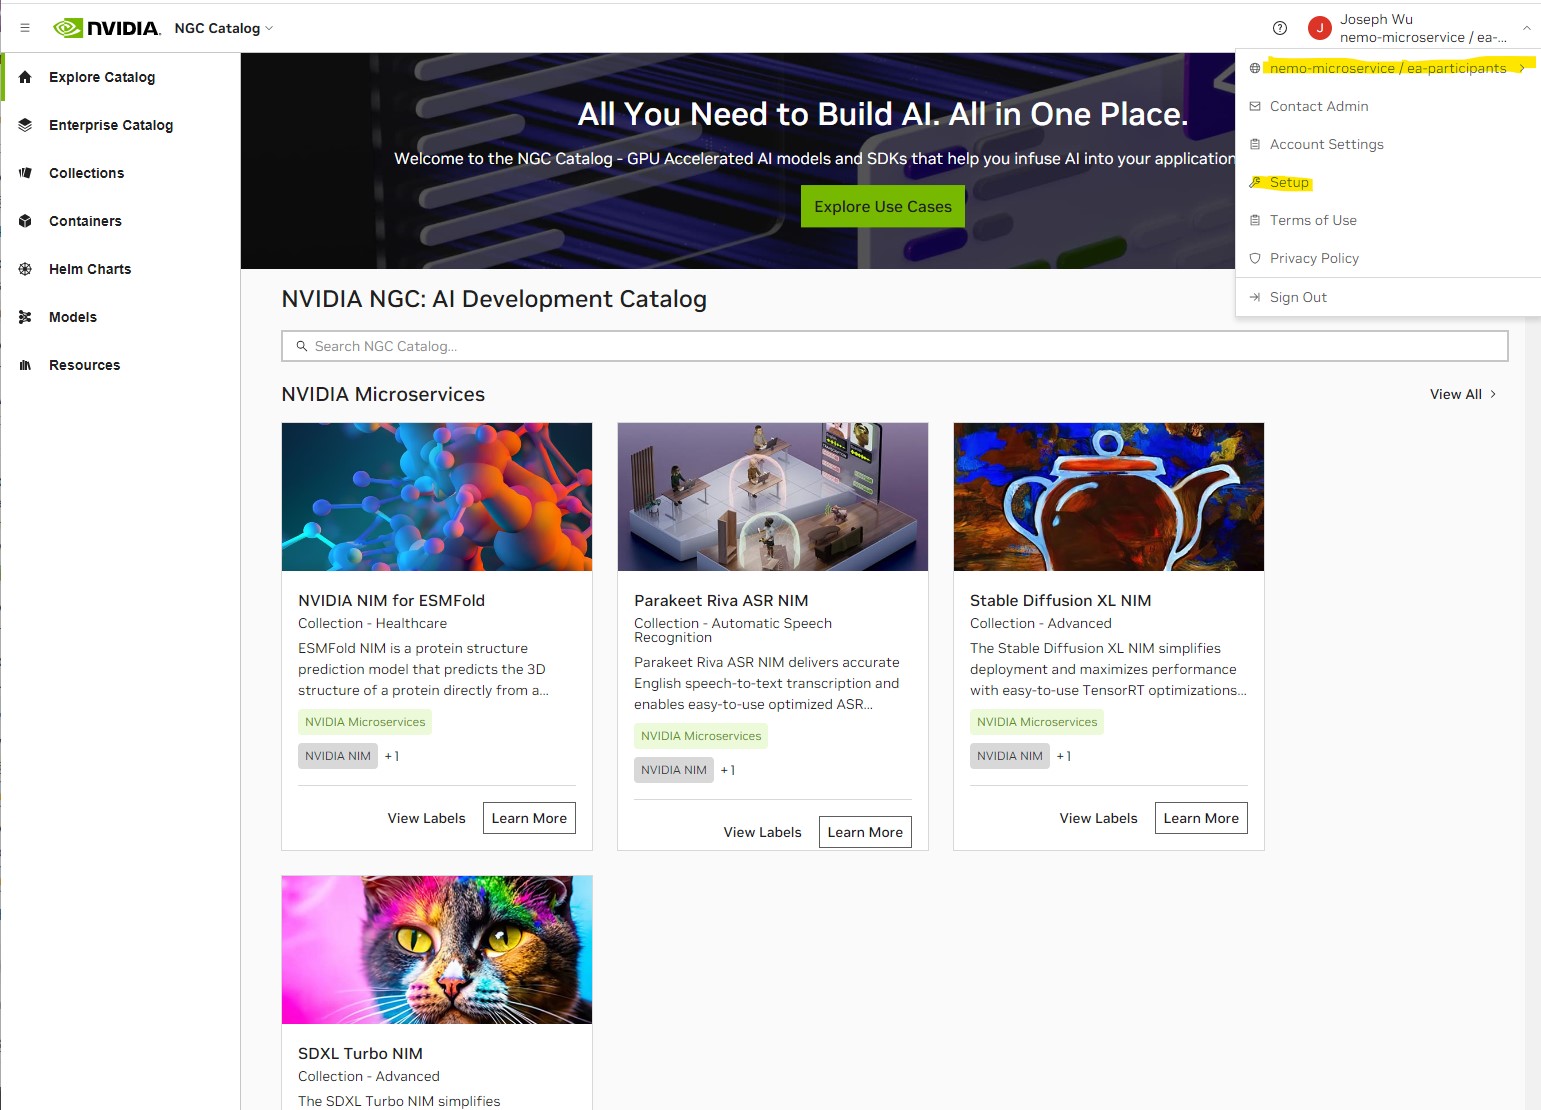 NVIDIA. NGC Catalog
Joseph Wu
J
nemo-microservice / ea-...
Explore Catalog
Enterprise Catalog
Collections
Containers
Helm Charts
Models
Resources
nemo-microservice / ea-participants
Contact Admin
Account Settings
Setup
Terms of Use
Privacy Policy
Sign Out
All You Need to Build AI. All in One Place.
Welcome to the NGC Catalog - GPU Accelerated AI models and SDKs that help you infuse AI into your application
Explore Use Cases
NVIDIA NGC: AI Development Catalog
Search NGC Catalog...
NVIDIA Microservices
View All
NVIDIA NIM for ESMFold
Collection - Healthcare
ESMFold NIM is a protein structure
prediction model that predicts the 3D
structure of a protein directly from a...
NVIDIA Microservices
NVIDIA NIM +1
View Labels Learn More
Parakeet Riva ASR NIM
Collection - Automatic Speech
Recognition
Parakeet Riva ASR NIM delivers accurate
English speech-to-text transcription and
enables easy-to-use optimized ASR...
NVIDIA Microservices
NVIDIA NIM +1
View Labels Learn More
Stable Diffusion XL NIM
Collection - Advanced
The Stable Diffusion XL NIM simplifies
deployment and maximizes performance
with easy-to-use TensorRT optimizations...
NVIDIA Microservices
NVIDIA NIM +1
View Labels Learn More
SDXL Turbo NIM
Collection - Advanced
The SDXL Turbo NIM simplifies